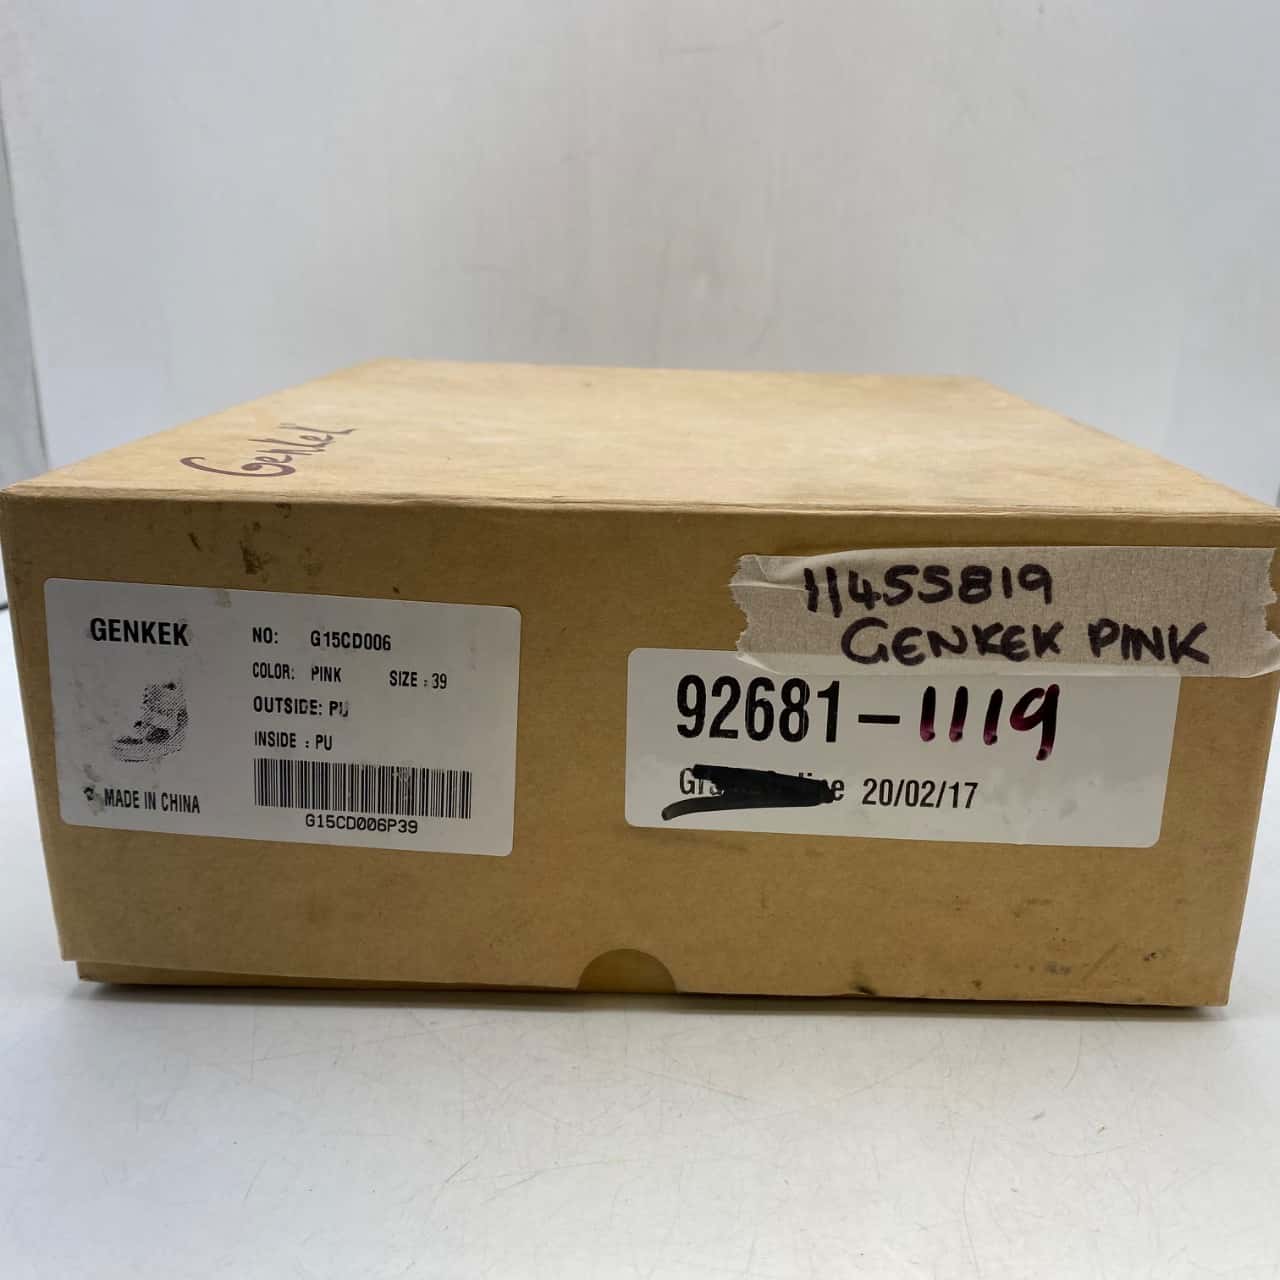 Genkek
GENKEK
NO: G15CD006
COLOR: PINK SIZE : 39
OUTSIDE: PU
INSIDE : PU
MADE IN CHINA
G15CD006P39
11455819
GENKEK PINK
92681-1119
20/02/17